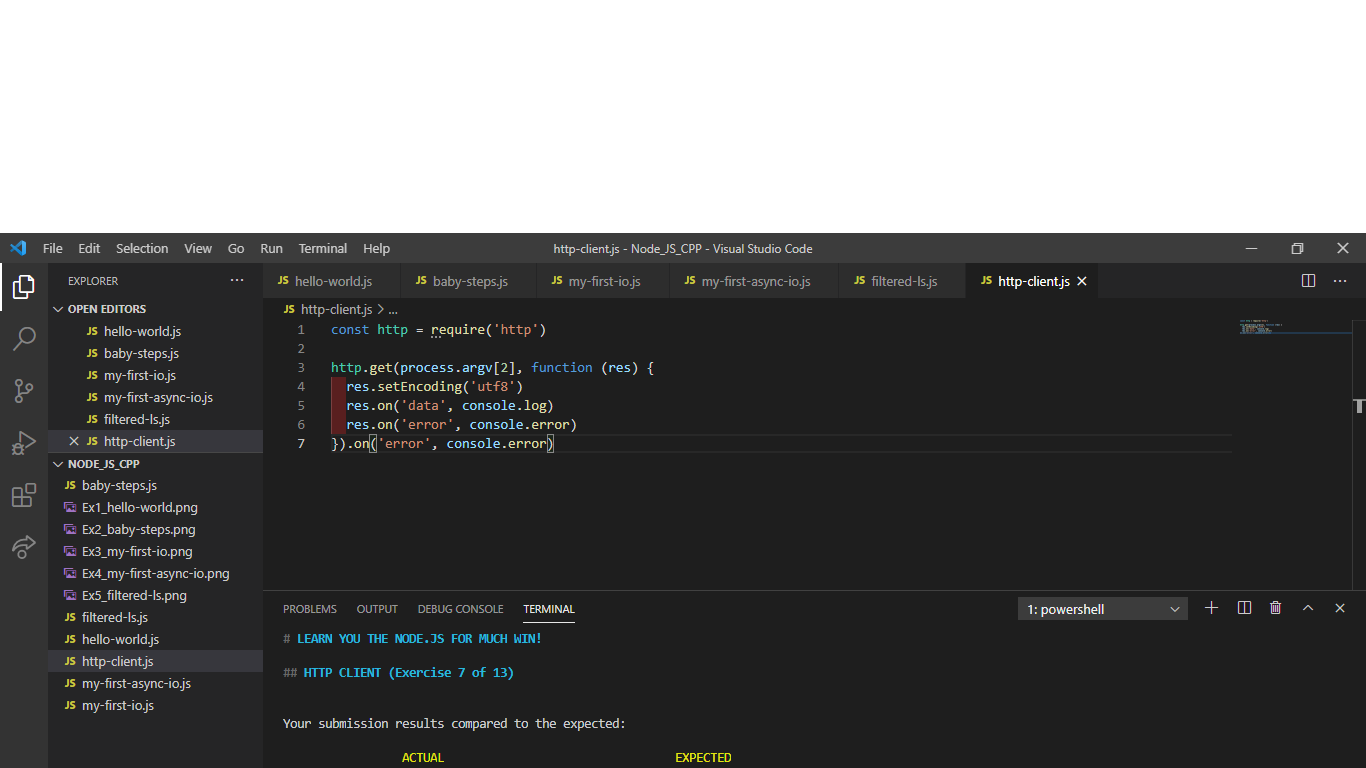 File Edit Selection View Go Run Terminal Help
http-client.js - Node_JS_CPP - Visual Studio Code
EXPLORER
OPEN EDITORS
JS hello-world.js
JS baby-steps.js
JS my-first-io.js
JS my-first-async-io.js
JS filtered-ls.js
JS http-client.js
NODE_JS_CPP
JS baby-steps.js
Ex1_hello-world.png
Ex2_baby-steps.png
Ex3_my-first-io.png
Ex4_my-first-async-io.png
Ex5_filtered-ls.png
JS filtered-ls.js
JS hello-world.js
JS http-client.js
JS my-first-async-io.js
JS my-first-io.js
JS hello-world.js JS baby-steps.js JS my-first-io.js JS my-first-async-io.js JS filtered-ls.js JS http-client.js
JS http-client.js > ...
1 const http = require('http')
2
3 http.get(process.argv[2], function (res) {
4 res.setEncoding('utf8')
5 res.on('data', console.log)
6 res.on('error', console.error)
7 }).on('error', console.error)
PROBLEMS OUTPUT DEBUG CONSOLE TERMINAL
1: powershell
# LEARN YOU THE NODE.JS FOR MUCH WIN!
## HTTP CLIENT (Exercise 7 of 13)
Your submission results compared to the expected:
ACTUAL EXPECTED